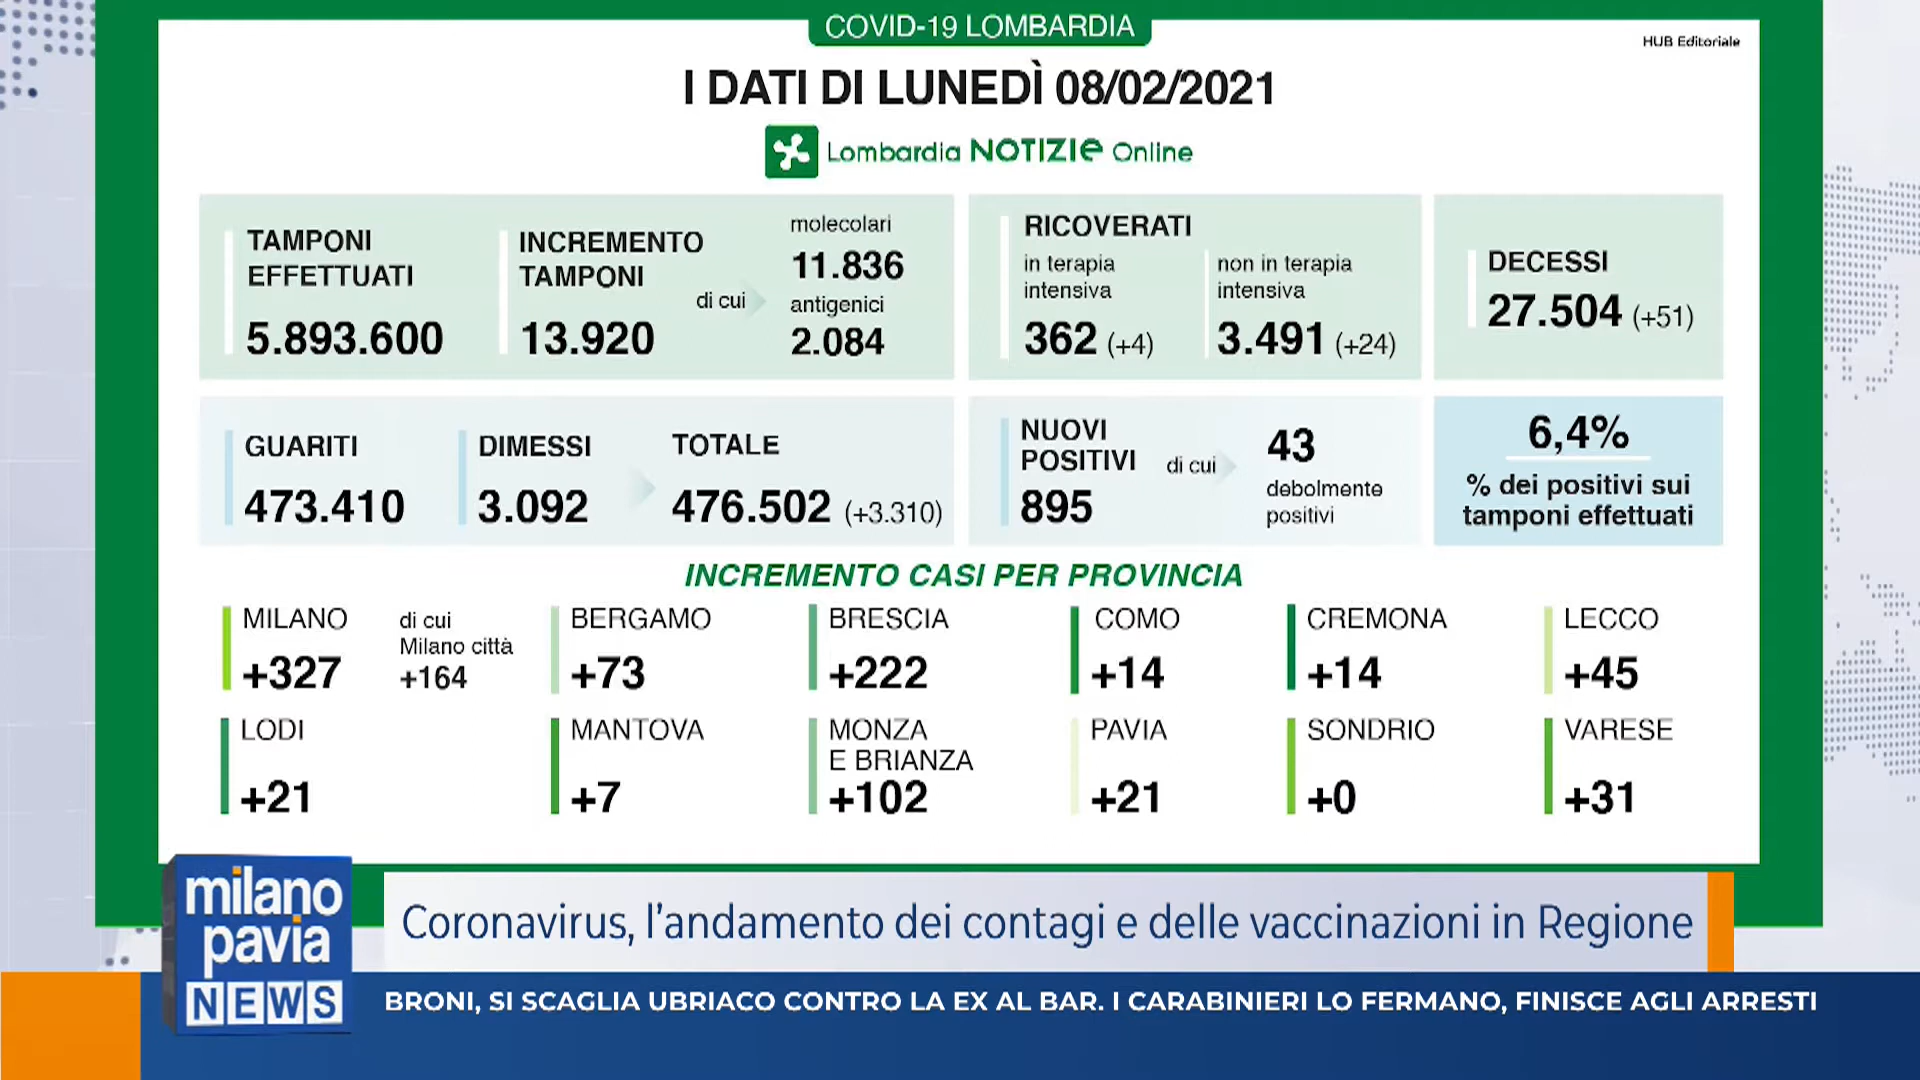 COVID-19 LOMBARDIA
HUB Editoriale
I DATI DI LUNEDÌ 08/02/2021
Lombardia NOTIZIE Online
TAMPONI
EFFETTUATI
5.893.600
INCREMENTO
TAMPONI
13.920
di cui
molecolari
11.836
antigenici
2.084
RICOVERATI
in terapia
intensiva
362 (+4)
non in terapia
intensiva
3.491 (+24)
DECESSI
27.504 (+51)
GUARITI
473.410
DIMESSI
3.092
TOTALE
476.502 (+3.310)
NUOVI
POSITIVI
895
di cui
43
debolmente
positivi
6,4%
% dei positivi sui
tamponi effettuati
INCREMENTO CASI PER PROVINCIA
MILANO
+327
di cui
Milano città
+164
BERGAMO
+73
BRESCIA
+222
COMO
+14
CREMONA
+14
LECCO
+45
LODI
+21
MANTOVA
+7
MONZA
E BRIANZA
+102
PAVIA
+21
SONDRIO
+0
VARESE
+31
milano
pavia
NEWS
Coronavirus, l'andamento dei contagi e delle vaccinazioni in Regione
BRONI, SI SCAGLIA UBRIACO CONTRO LA EX AL BAR. I CARABINIERI LO FERMANO, FINISCE AGLI ARRESTI